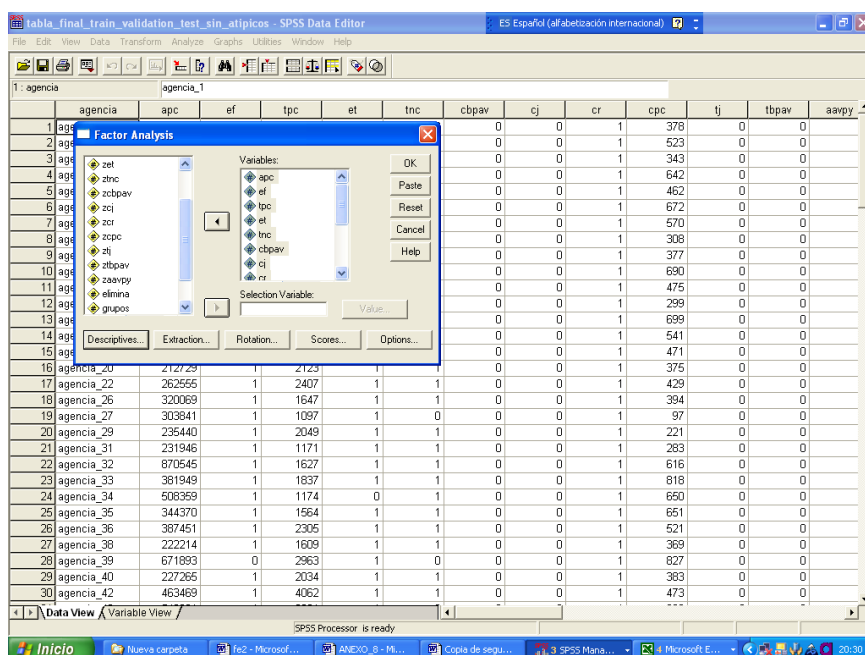 tabla_final_train_validation_test_sin_atipicos - SPSS Data Editor
ES Español (alfabetización internacional)
File Edit View Data Transform Analyze Graphs Utilities Window Help
1 : agencia agencia_1
agencia apc ef tpc et tnc cbpav cj cr cpc tj tbpav aavpy
1 0 0 1 378 0 0
2 0 0 1 523 0 0
3 0 0 1 343 0 0
4 0 0 1 642 0 0
5 0 0 1 462 0 0
6 0 0 1 672 0 0
7 0 0 1 570 0 0
8 0 0 1 308 0 0
9 0 0 1 377 0 0
10 0 0 1 690 0 0
11 0 0 1 475 0 0
12 0 0 1 299 0 0
13 0 0 1 699 0 0
14 0 0 1 541 0 0
15 0 0 1 471 0 0
16 agencia_20 212729 2123 0 0 1 375 0 0
17 agencia_22 262555 1 2407 1 1 0 0 1 429 0 0
18 agencia_26 320069 1 1647 1 1 0 0 1 394 0 0
19 agencia_27 303841 1 1097 1 0 0 0 1 97 0 0
20 agencia_29 235440 1 2049 1 1 0 0 1 221 0 0
21 agencia_31 231946 1 1171 1 1 0 0 1 283 0 0
22 agencia_32 870545 1 1627 1 1 0 0 1 616 0 0
23 agencia_33 381949 1 1837 1 1 0 0 1 818 0 0
24 agencia_34 508359 1 1174 0 1 0 0 1 650 0 0
25 agencia_35 344370 1 1564 1 1 0 0 1 651 0 0
26 agencia_36 387451 1 2305 1 1 0 0 1 521 0 0
27 agencia_38 222214 1 1609 1 1 0 0 1 369 0 0
28 agencia_39 671893 0 2963 1 0 0 0 1 827 0 0
29 agencia_40 227265 1 2034 1 1 0 0 1 383 0 0
30 agencia_42 463469 1 4062 1 1 0 0 1 473 0 0
Factor Analysis
zet
ztnc
zcbpav
zcj
zcr
zcpc
ztj
ztbpav
zaavpy
elimina
grupos
Variables:
apc
ef
tpc
et
tnc
cbpav
cj
cr
Selection Variable:
Value...
OK
Paste
Reset
Cancel
Help
Descriptives... Extraction... Rotation... Scores... Options...
Data View Variable View
SPSS Processor is ready
Inicio Nueva carpeta fe2 - Microsof... ANEXO_8 - Mi... Copia de segu... 3 SPSS Mana... 4 Microsoft E... 20:30